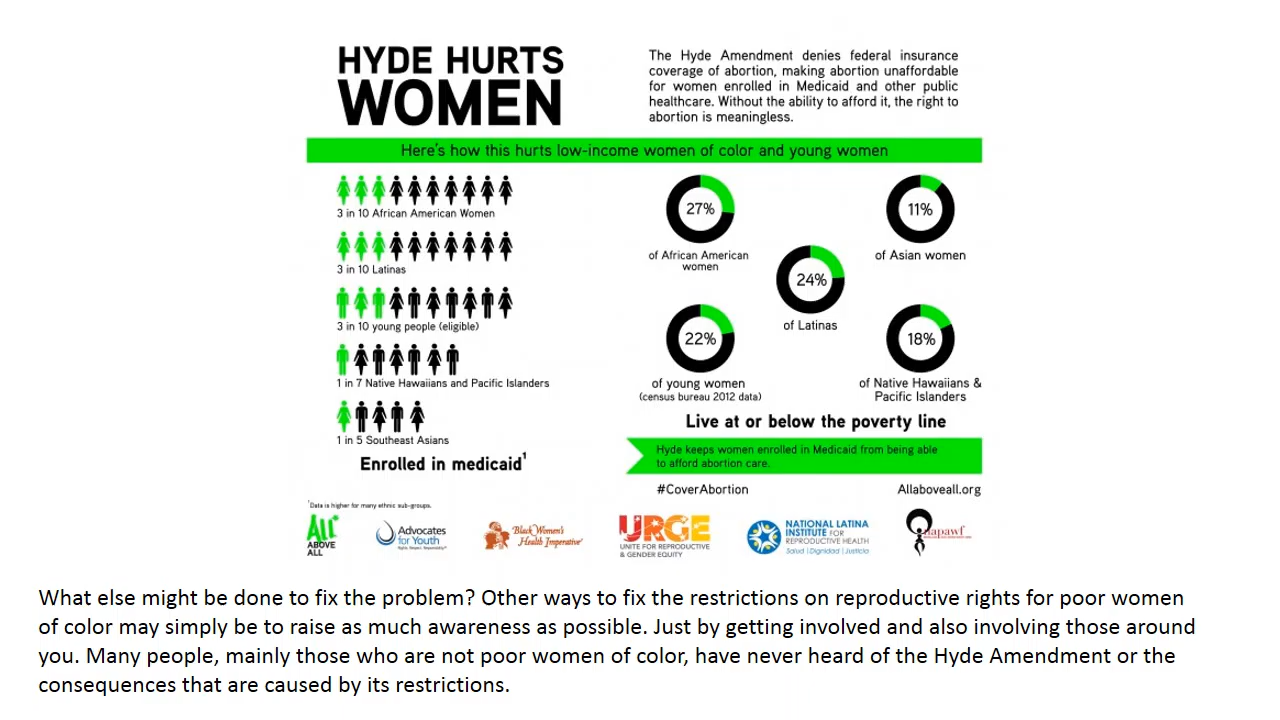 HYDE HURTS
WOMEN
The Hyde Amendment denies federal insurance
coverage of abortion, making abortion unaffordable
for women enrolled in Medicaid and other public
healthcare. Without the ability to afford it, the right to
abortion is meaningless.
Here's how this hurts low-income women of color and young women
3 in 10 African American Women
3 in 10 Latinas
3 in 10 young people (eligible)
1 in 7 Native Hawaiians and Pacific Islanders
1 in 5 Southeast Asians
Enrolled in medicaid¹
27%
of African American
women
11%
of Asian women
24%
of Latinas
22%
of young women
(census bureau 2012 data)
18%
of Native Hawaiians &
Pacific Islanders
Live at or below the poverty line
Hyde keeps women enrolled in Medicaid from being able
to afford abortion care.
#CoverAbortion
Allaboveall.org
¹Data is higher for many ethnic sub-groups.
All*
ABOVE
ALL
Advocates
for Youth
Rights. Respect. Responsibility.®
Black Women's
Health Imperative
URGE
UNITE FOR REPRODUCTIVE
& GENDER EQUITY
NATIONAL LATINA
INSTITUTE FOR
REPRODUCTIVE HEALTH
Salud | Dignidad | Justicia
napawf
What else might be done to fix the problem? Other ways to fix the restrictions on reproductive rights for poor women
of color may simply be to raise as much awareness as possible. Just by getting involved and also involving those around
you. Many people, mainly those who are not poor women of color, have never heard of the Hyde Amendment or the
consequences that are caused by its restrictions.